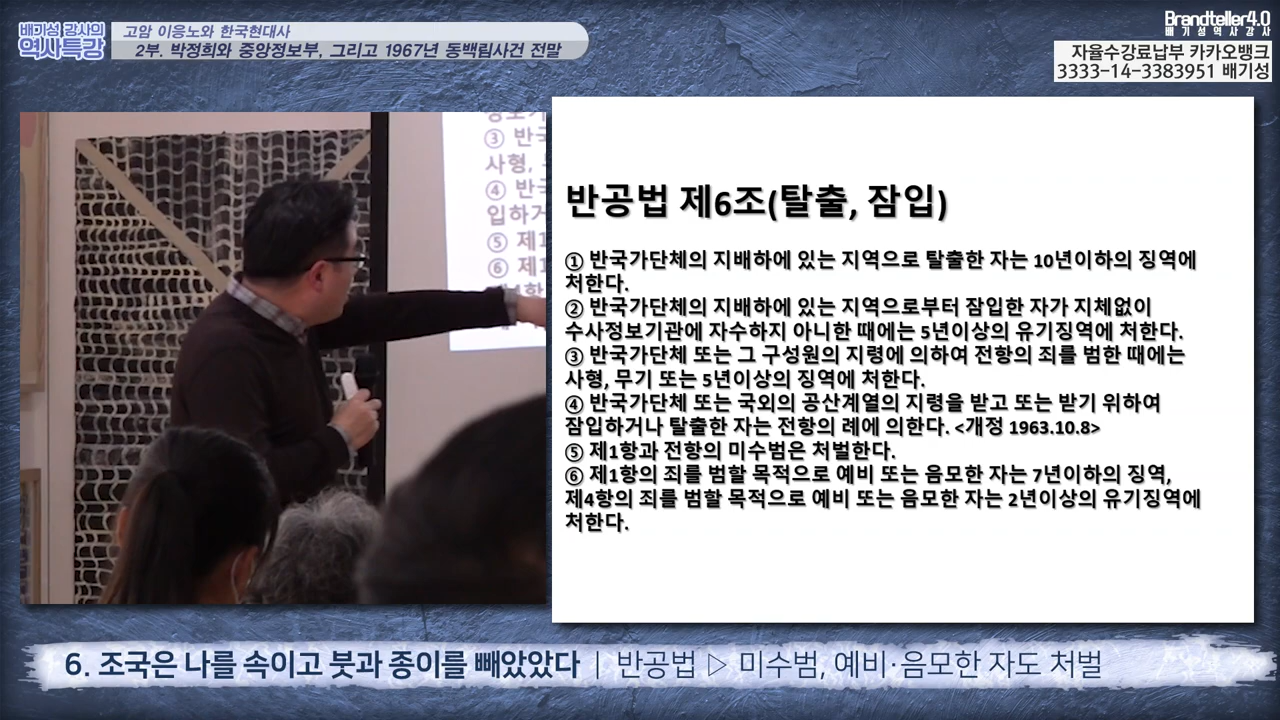 배기성 강사의
역사특강
고암 이응노와 한국현대사
2부. 박정희와 중앙정보부, 그리고 1967년 동백림사건 전말
Brandteller4.0
배기성역사강사
자율수강료납부 카카오뱅크
3333-14-3383951 배기성
③ 반국
사형,
④ 반국
입하거
⑤ 제1
⑥ 제1
반공법 제6조(탈출, 잠입)
① 반국가단체의 지배하에 있는 지역으로 탈출한 자는 10년이하의 징역에
처한다.
② 반국가단체의 지배하에 있는 지역으로부터 잠입한 자가 지체없이
수사정보기관에 자수하지 아니한 때에는 5년이상의 유기징역에 처한다.
③ 반국가단체 또는 그 구성원의 지령에 의하여 전항의 죄를 범한 때에는
사형, 무기 또는 5년이상의 징역에 처한다.
④ 반국가단체 또는 국외의 공산계열의 지령을 받고 또는 받기 위하여
잠입하거나 탈출한 자는 전항의 례에 의한다. <개정 1963.10.8>
⑤ 제1항과 전항의 미수범은 처벌한다.
⑥ 제1항의 죄를 범할 목적으로 예비 또는 음모한 자는 7년이하의 징역,
제4항의 죄를 범할 목적으로 예비 또는 음모한 자는 2년이상의 유기징역에
처한다.
6. 조국은 나를 속이고 붓과 종이를 빼았았다 | 반공법 ▷ 미수범, 예비·음모한 자도 처벌